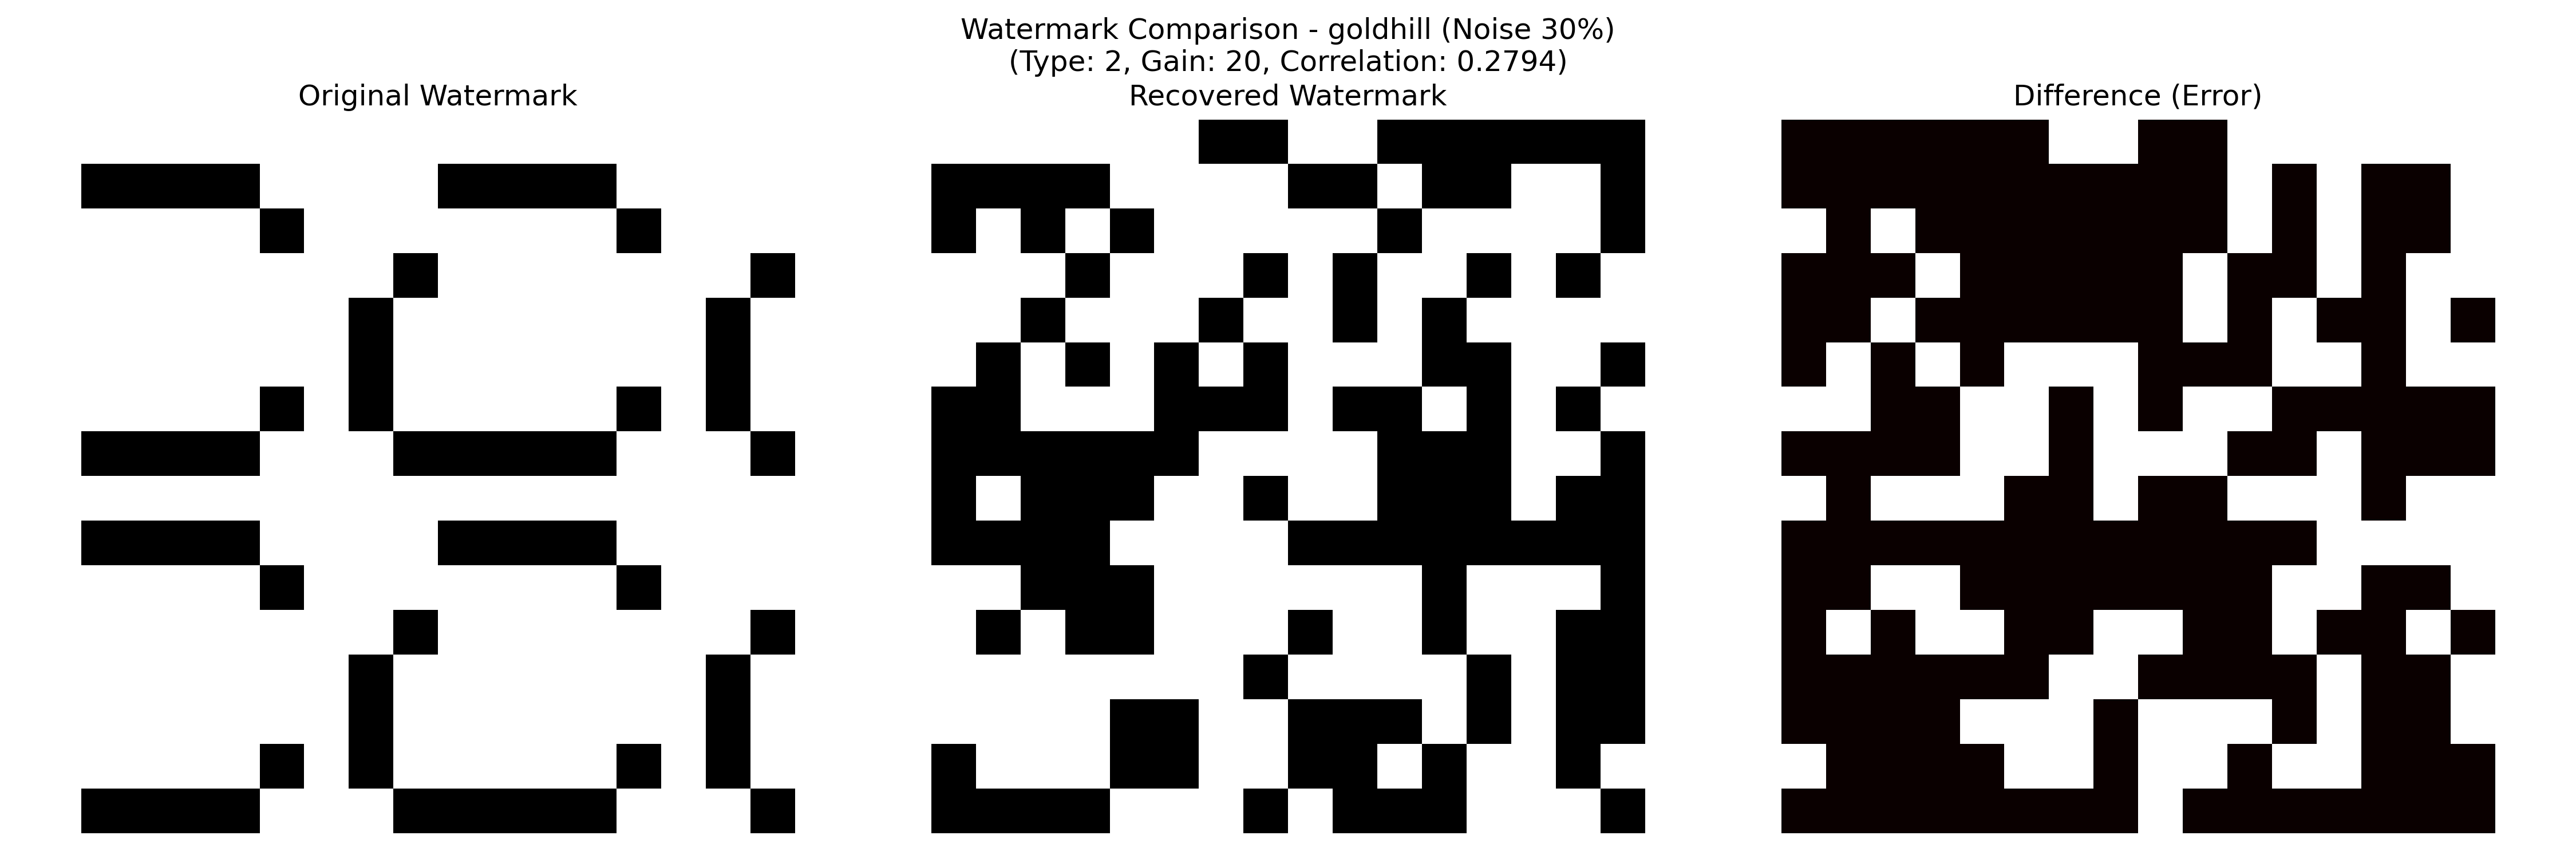 Watermark Comparison - goldhill (Noise 30%)
(Type: 2, Gain: 20, Correlation: 0.2794)
Original Watermark
Recovered Watermark
Difference (Error)